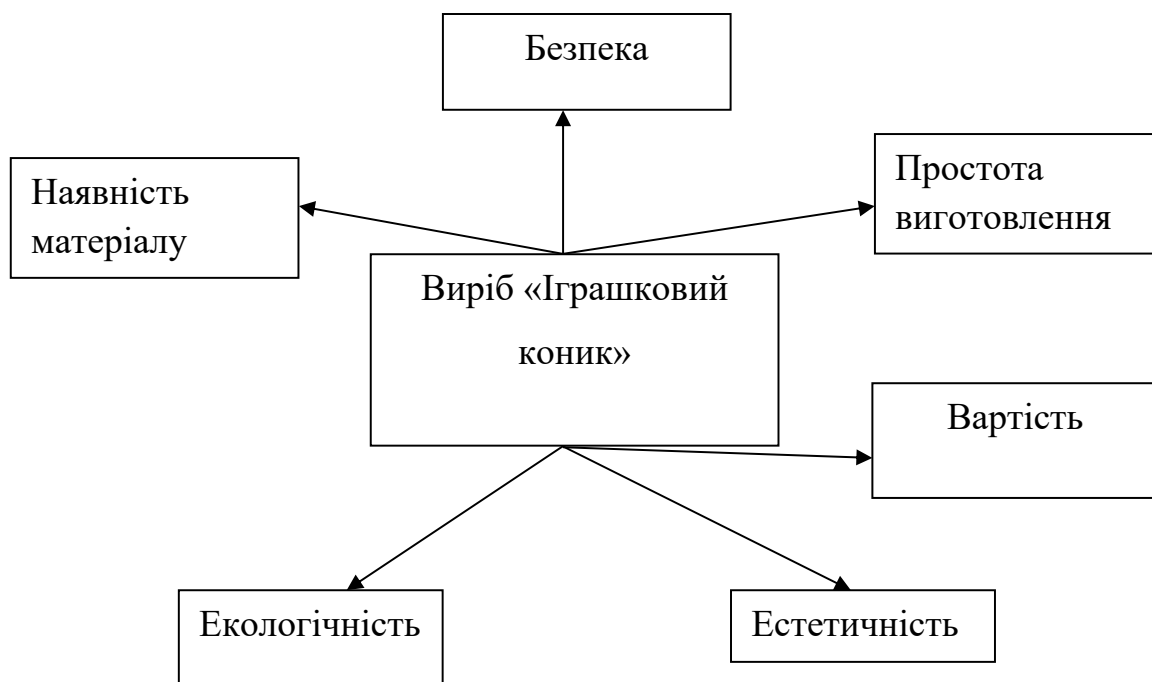 Безпека
Наявність
матеріалу
Простота
виготовлення
Виріб «Іграшковий
коник»
Вартість
Екологічність
Естетичність